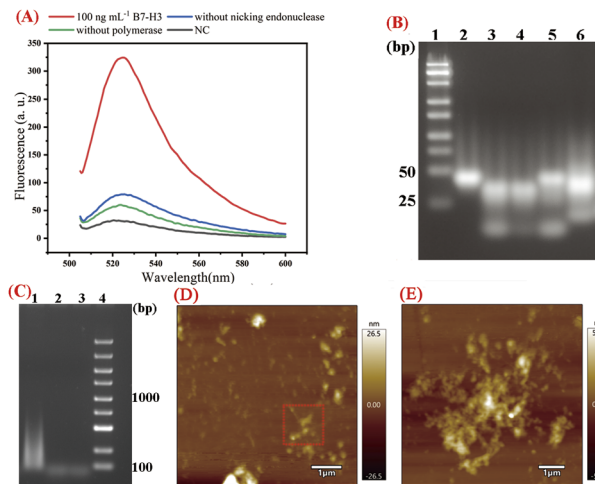 (A)
100 ng mL⁻¹ B7-H3
without nicking endonuclease
without polymerase
NC
Fluorescence (a. u.)
350
300
250
200
150
100
50
0
500
520
540
560
580
600
Wavelength(nm)
(B)
(bp)
1 2 3 4 5 6
50
25
(C)
1 2 3 4
(bp)
1000
100
(D)
nm
26.5
0.00
-26.5
1μm
(E)
1μm